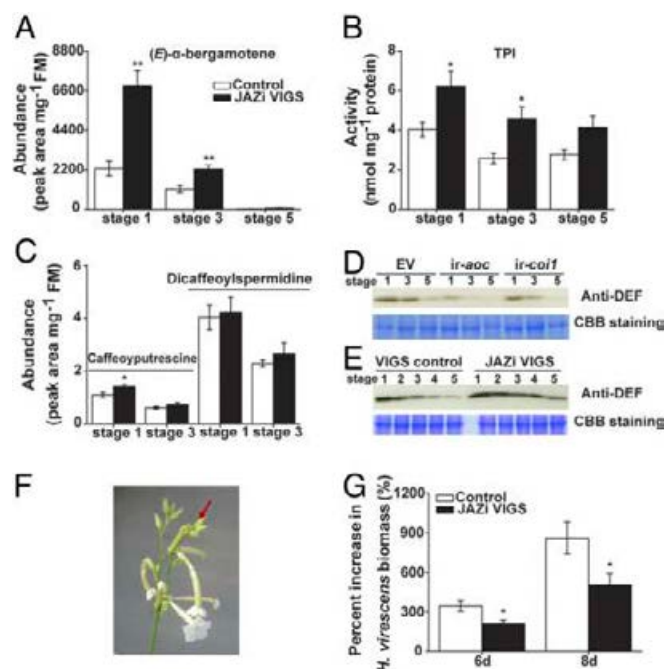 A
(E)-α-bergamotene
Abundance
(peak area mg⁻¹ FM)
8800
6600
4400
2200
0
Control
JAZi VIGS
**
**
stage 1 stage 3 stage 5
B
TPI
Activity
(nmol mg⁻¹ protein)
8
6
4
2
0
*
*
stage 1 stage 3 stage 5
C
Abundance
(peak area mg⁻¹ FM)
6
4
2
0
Dicaffeoylspermidine
Caffeoyputrescine
*
stage 1 stage 3 stage 1 stage 3
D
EV ir-aoc ir-coi1
stage 1 3 5 1 3 5 1 3 5
Anti-DEF
CBB staining
E
VIGS control JAZi VIGS
stage 1 2 3 4 5 1 2 3 4 5
Anti-DEF
CBB staining
F
G
Percent increase in
H. virescens biomass (%)
1200
900
600
300
0
Control
JAZi VIGS
*
*
6d 8d